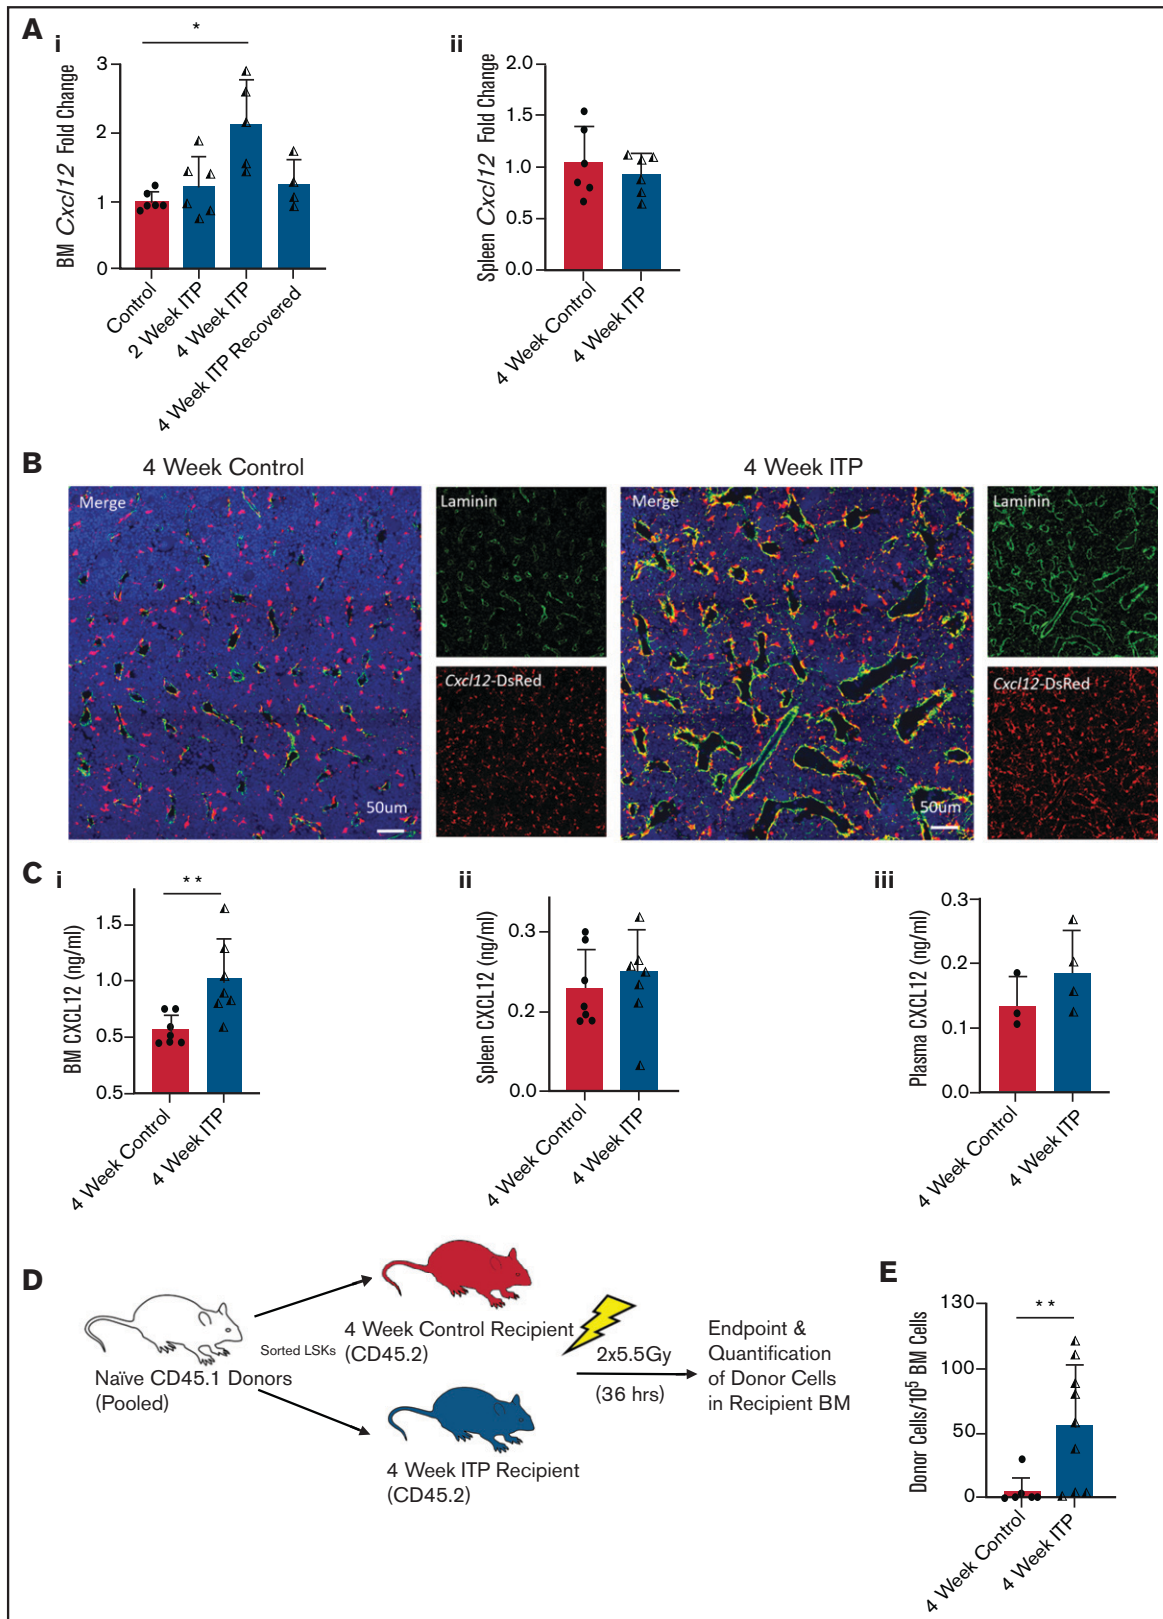 A
i
*
BM Cxcl12 Fold Change
3
2
1
0
Control
2 Week ITP
4 Week ITP
4 Week ITP Recovered
ii
Spleen Cxcl12 Fold Change
2.0
1.5
1.0
0.5
0.0
4 Week Control
4 Week ITP
B
4 Week Control
Merge
50um
Laminin
Cxcl12-DsRed
4 Week ITP
Merge
50um
Laminin
Cxcl12-DsRed
C
i
**
BM CXCL12 (ng/ml)
1.5
1.0
0.5
0.5
4 Week Control
4 Week ITP
ii
Spleen CXCL12 (ng/ml)
0.3
0.2
0.0
4 Week Control
4 Week ITP
iii
Plasma CXCL12 (ng/ml)
0.3
0.2
0.1
0.0
4 Week Control
4 Week ITP
D
Naïve CD45.1 Donors
(Pooled)
Sorted LSKs
4 Week Control Recipient
(CD45.2)
4 Week ITP Recipient
(CD45.2)
2x5.5Gy
(36 hrs)
Endpoint &
Quantification
of Donor Cells
in Recipient BM
E
**
Donor Cells/10⁵ BM Cells
130
100
50
0
4 Week Control
4 Week ITP